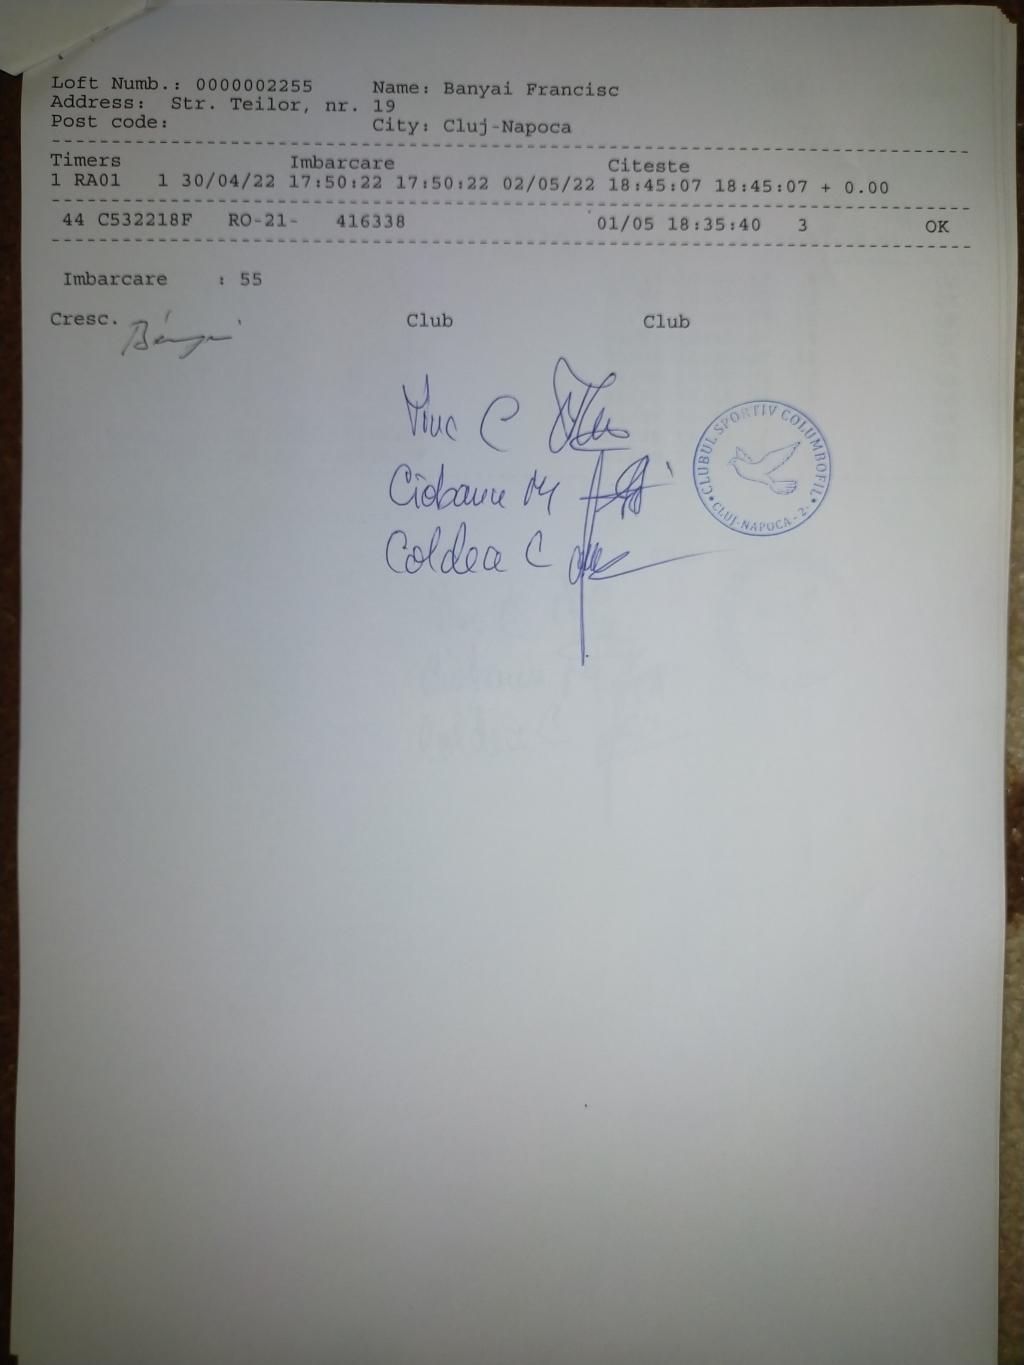 Loft Numb.: 0000002255 Name: Banyai Francisc
Address: Str. Teilor, nr. 19
Post code: City: Cluj-Napoca
Timers Imbarcare Citeste
1 RA01 1 30/04/22 17:50:22 17:50:22 02/05/22 18:45:07 18:45:07 + 0.00
44 C532218F RO-21- 416338 01/05 18:35:40 3 OK
Imbarcare : 55
Cresc. Club Club
C
Ciobanu M
Coldea C
CLUBUL SPORTIV COLUMBOFIL
CLUJ-NAPOCA - 2-